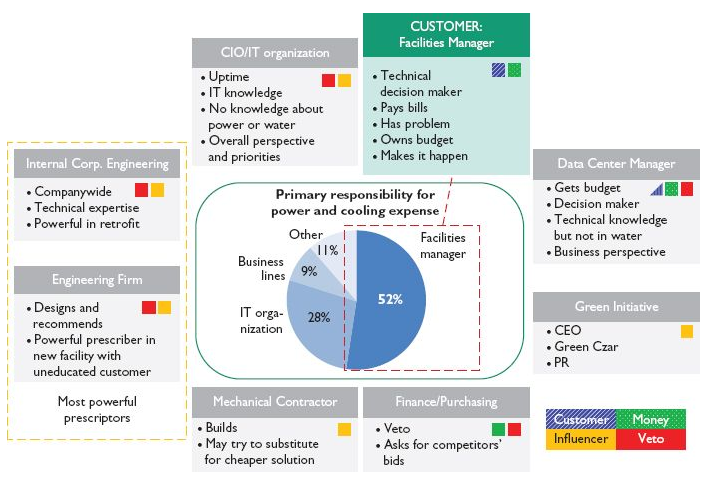 CUSTOMER:
Facilities Manager
• Technical
decision maker
• Pays bills
• Has problem
• Owns budget
• Makes it happen
CIO/IT organization
• Uptime
• IT knowledge
• No knowledge about
power or water
• Overall perspective
and priorities
Internal Corp. Engineering
• Companywide
• Technical expertise
• Powerful in retrofit
Engineering Firm
• Designs and
recommends
• Powerful prescriber in
new facility with
uneducated customer
Most powerful
prescriptors
Primary responsibility for
power and cooling expense
Other
11%
Business
lines
9%
IT orga-
nization
28%
Facilities
manager
52%
Data Center Manager
• Gets budget
• Decision maker
• Technical knowledge
but not in water
• Business perspective
Green Initiative
• CEO
• Green Czar
• PR
Mechanical Contractor
• Builds
• May try to substitute
for cheaper solution
Finance/Purchasing
• Veto
• Asks for competitors'
bids
Customer
Money
Influencer
Veto